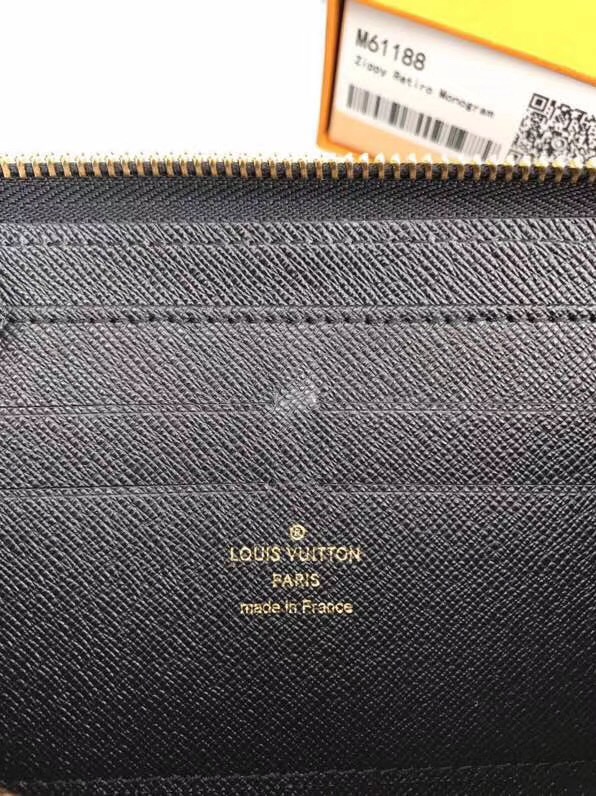 M61188
Zippy Retiro Monogram
®
LOUIS VUITTON
PARIS
made in France